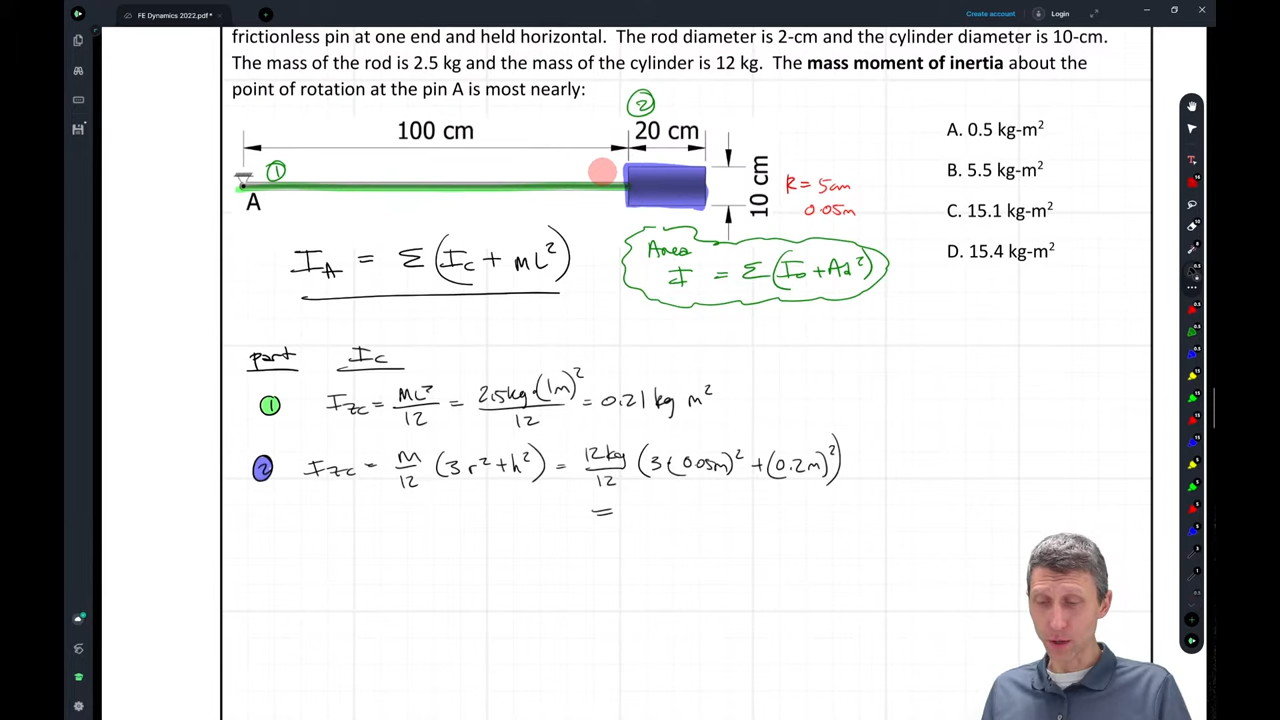 FE Dynamics 2022.pdf*
Create account
Login
frictionless pin at one end and held horizontal. The rod diameter is 2-cm and the cylinder diameter is 10-cm.
The mass of the rod is 2.5 kg and the mass of the cylinder is 12 kg. The mass moment of inertia about the
point of rotation at the pin A is most nearly:
②
100 cm
20 cm
①
A
10 cm
R = 5cm
0.05m
A. 0.5 kg-m²
B. 5.5 kg-m²
C. 15.1 kg-m²
D. 15.4 kg-m²
I_A = Σ(I_c + mL²)
Area
I = Σ(I_o + Ad²)
part I_c
① I_zc = ML²/12 = 2.5kg·(1m)²/12 = 0.21 kg m²
② I_zc = M/12 (3r² + h²) = 12kg/12 (3(0.05m)² + (0.2m)²)
=